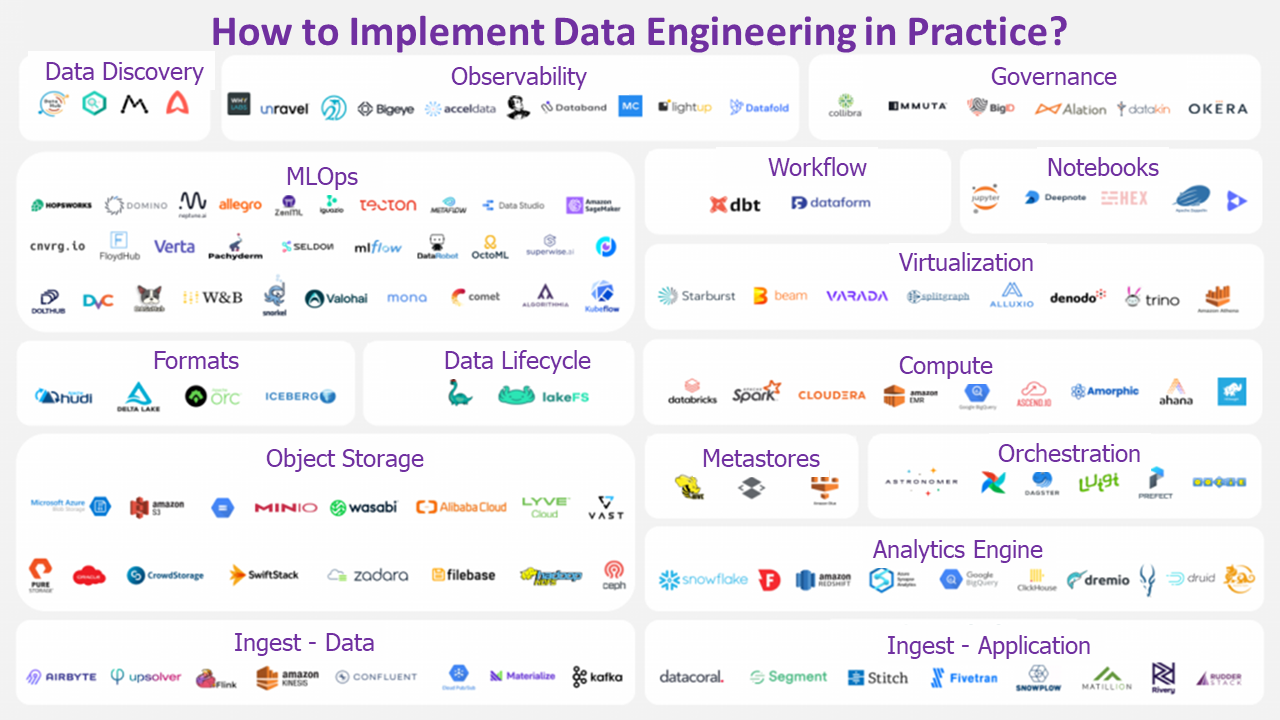 How to Implement Data Engineering in Practice?
Data Discovery
Observability
WHY
LABS
unravel
Bigeye
acceldata
Databand
MC
lightup
Datafold
Governance
collibra
IMMUTA
BigID
Alation
datakin
OKERA
MLOps
HOPSWORKS
DOMINO
neptune.ai
allegro
ZenML
iguazio
TECTON
METAFLOW
Data Studio
Amazon
SageMaker
cnvrg.io
FloydHub
Verta
Pachyderm
SELDON
mlflow
DataRobot
OctoML
superwise.ai
DOLTHUB
DVC
W&B
snorkel
Valohai
mona
comet
ALGORITHMIA
Kubeflow
Workflow
dbt
dataform
Notebooks
jupyter
Deepnote
HEX
Virtualization
Starburst
beam
VARADA
splitgraph
ALLUXIO
denodo
trino
Amazon Athena
Formats
hudi
DELTA LAKE
orc
ICEBERG
Data Lifecycle
lakeFS
Compute
databricks
Spark
CLOUDERA
amazon
EMR
Google BigQuery
ASCEND.IO
Amorphic
ahana
Object Storage
Microsoft Azure
amazon
S3
MINIO
wasabi
Alibaba Cloud
LYVE
Cloud
VAST
PURE
STORAGE
ORACLE
CrowdStorage
SwiftStack
zadara
filebase
hadoop
ceph
Metastores
HIVE
Orchestration
ASTRONOMER
DAGSTER
Luigi
PREFECT
Analytics Engine
snowflake
amazon
REDSHIFT
Azure
Synapse
Analytics
Google
BigQuery
ClickHouse
dremio
druid
Ingest - Data
AIRBYTE
upsolver
Flink
amazon
KINESIS
CONFLUENT
Cloud Pub/Sub
Materialize
kafka
Ingest - Application
datacoral.
Segment
Stitch
Fivetran
SNOWPLOW
MATILLION
Rivery
RUDDER
STACK